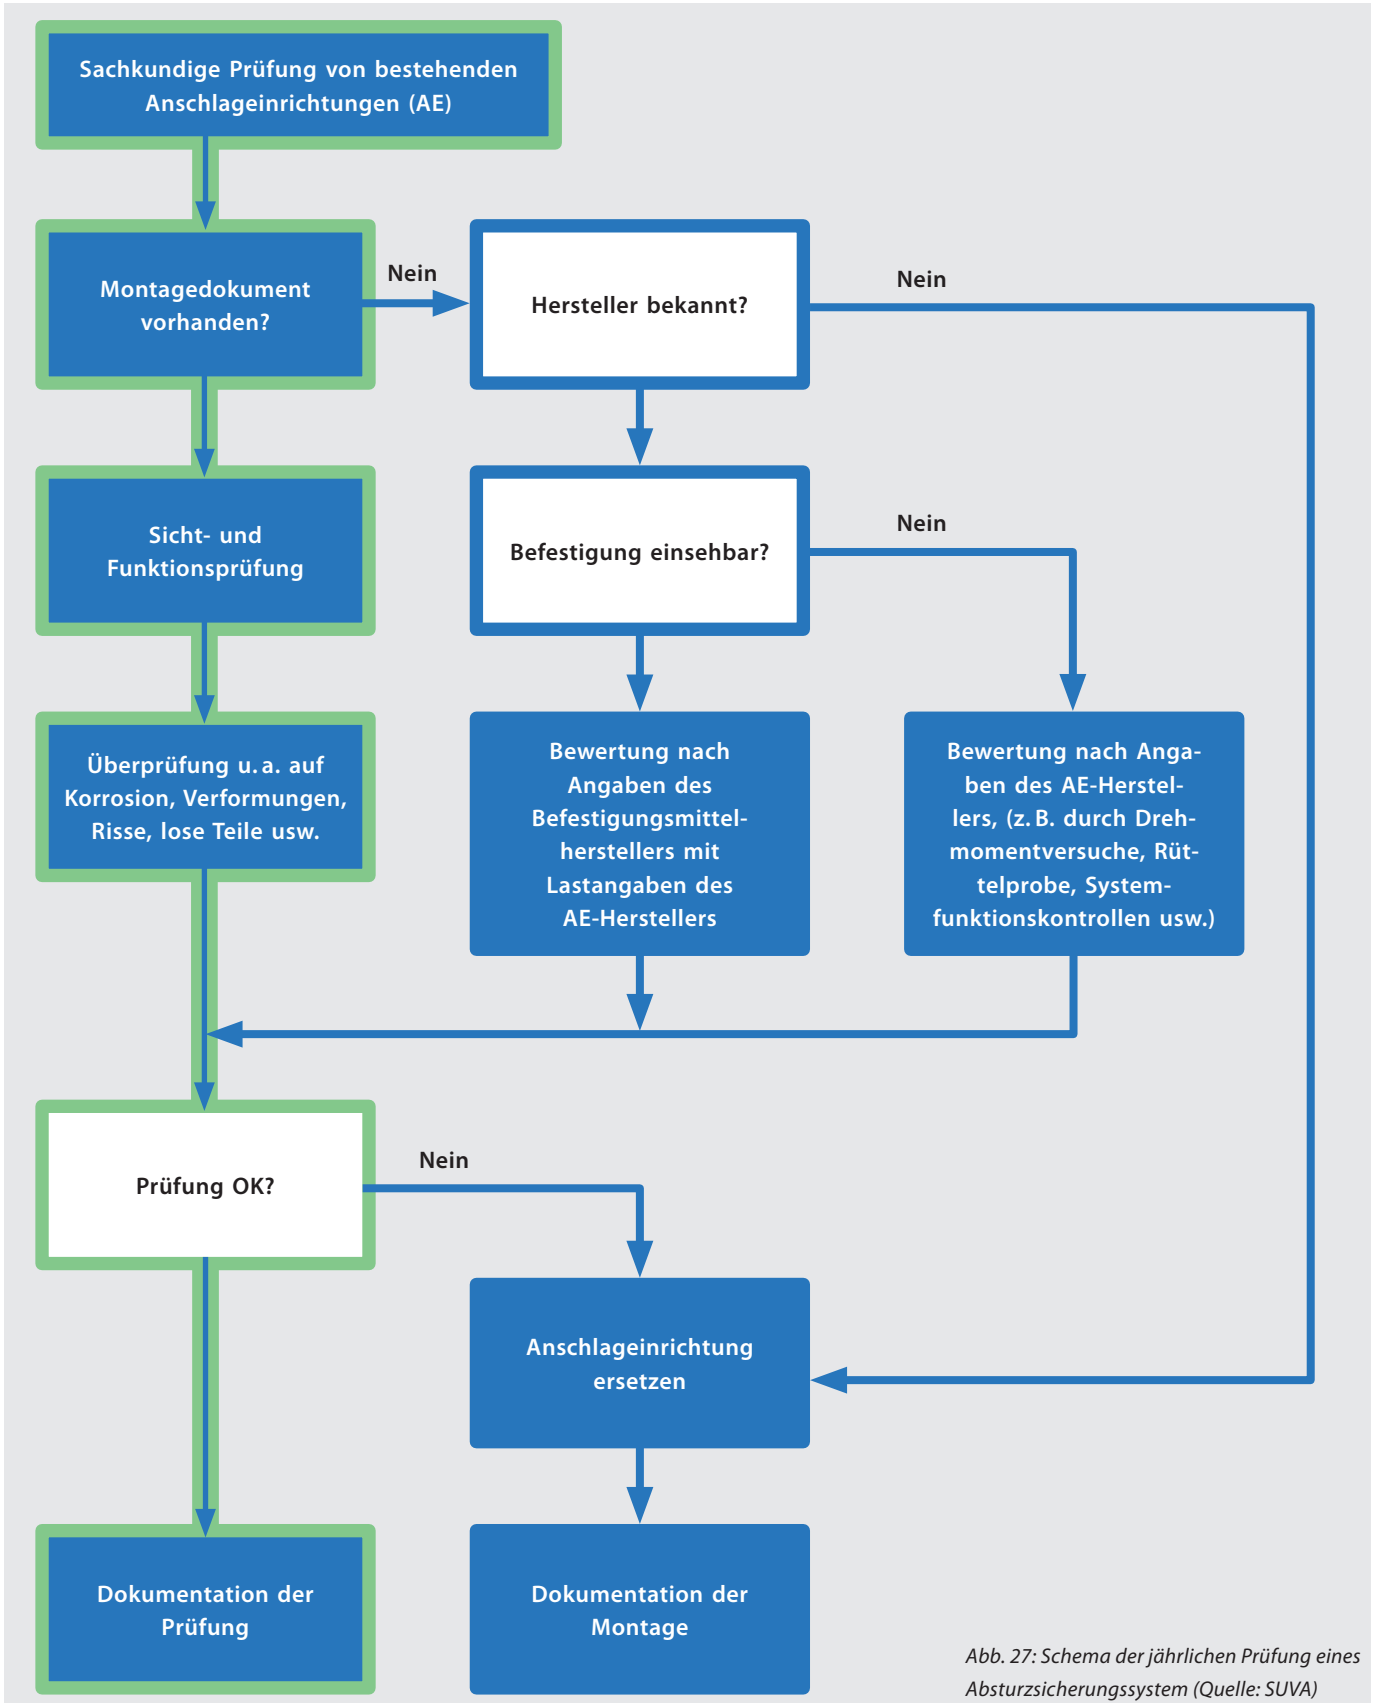 Sachkundige Prüfung von bestehenden
Anschlageinrichtungen (AE)
Montagedokument
vorhanden?
Nein
Hersteller bekannt?
Nein
Sicht- und
Funktionsprüfung
Befestigung einsehbar?
Nein
Überprüfung u. a. auf
Korrosion, Verformungen,
Risse, lose Teile usw.
Bewertung nach
Angaben des
Befestigungsmittel-
herstellers mit
Lastangaben des
AE-Herstellers
Bewertung nach Anga-
ben des AE-Herstel-
lers, (z. B. durch Dreh-
momentversuche, Rüt-
telprobe, System-
funktionskontrollen usw.)
Prüfung OK?
Nein
Anschlageinrichtung
ersetzen
Dokumentation der
Prüfung
Dokumentation der
Montage
Abb. 27: Schema der jährlichen Prüfung eines
Absturzsicherungssystem (Quelle: SUVA)